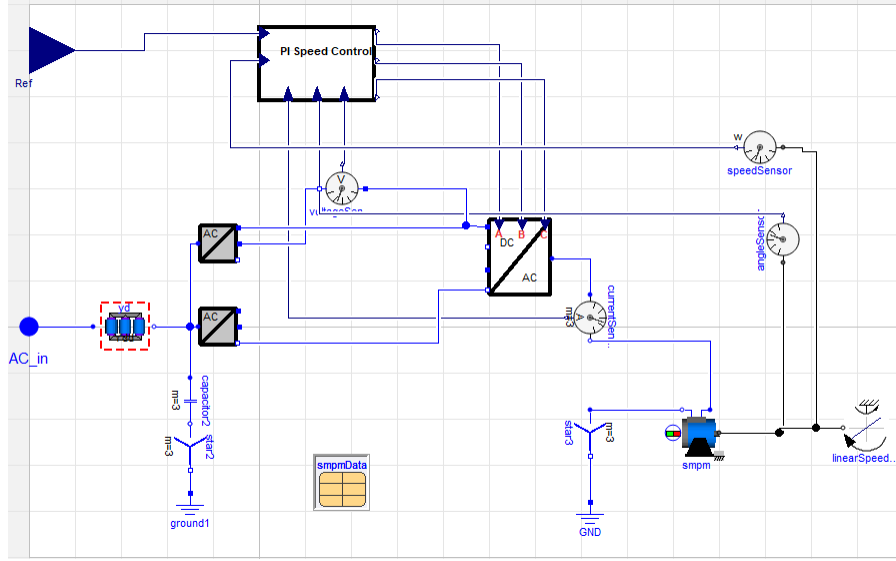 PI Speed Control
Ref
w
speedSensor
V
A
B
C
DC
AC
angleSensor
AC
AC
yd
AC_in
currentSen...
m=3
A
capacitor2
m=3
star2
m=3
star3
m=3
smpm
linearSpeed...
smpmData
ground1
GND